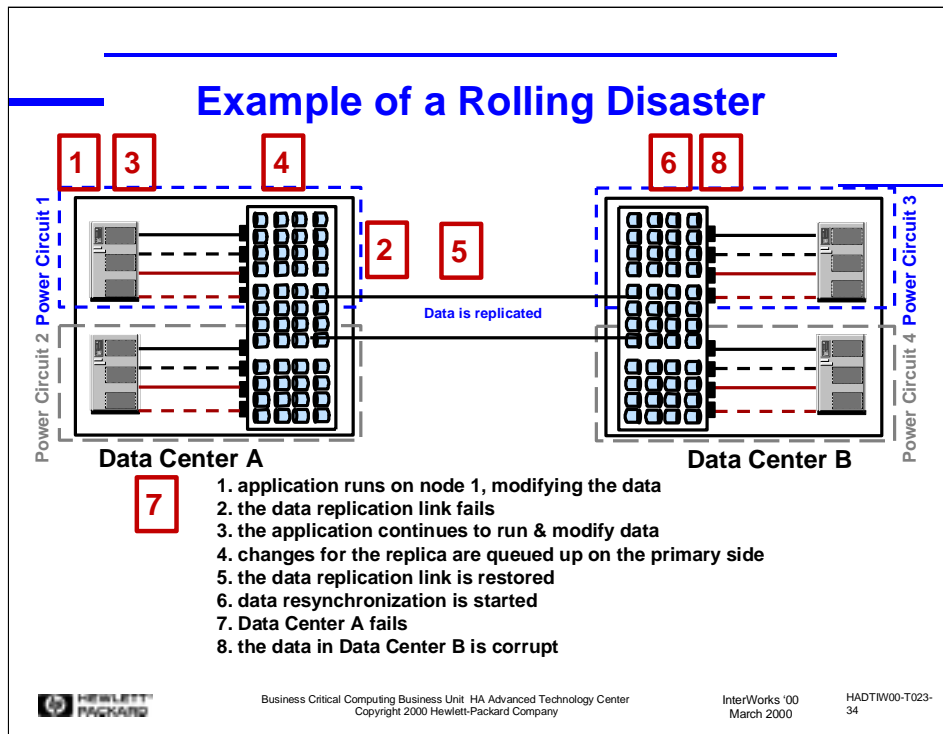 Example of a Rolling Disaster
1
3
4
6
8
Power Circuit 1
2
5
Power Circuit 3
Data is replicated
Power Circuit 2
Power Circuit 4
Data Center A
Data Center B
7
1. application runs on node 1, modifying the data
2. the data replication link fails
3. the application continues to run & modify data
4. changes for the replica are queued up on the primary side
5. the data replication link is restored
6. data resynchronization is started
7. Data Center A fails
8. the data in Data Center B is corrupt
hp HEWLETT PACKARD
Business Critical Computing Business Unit HA Advanced Technology Center
Copyright 2000 Hewlett-Packard Company
InterWorks '00
March 2000
HADTIW00-T023-
34